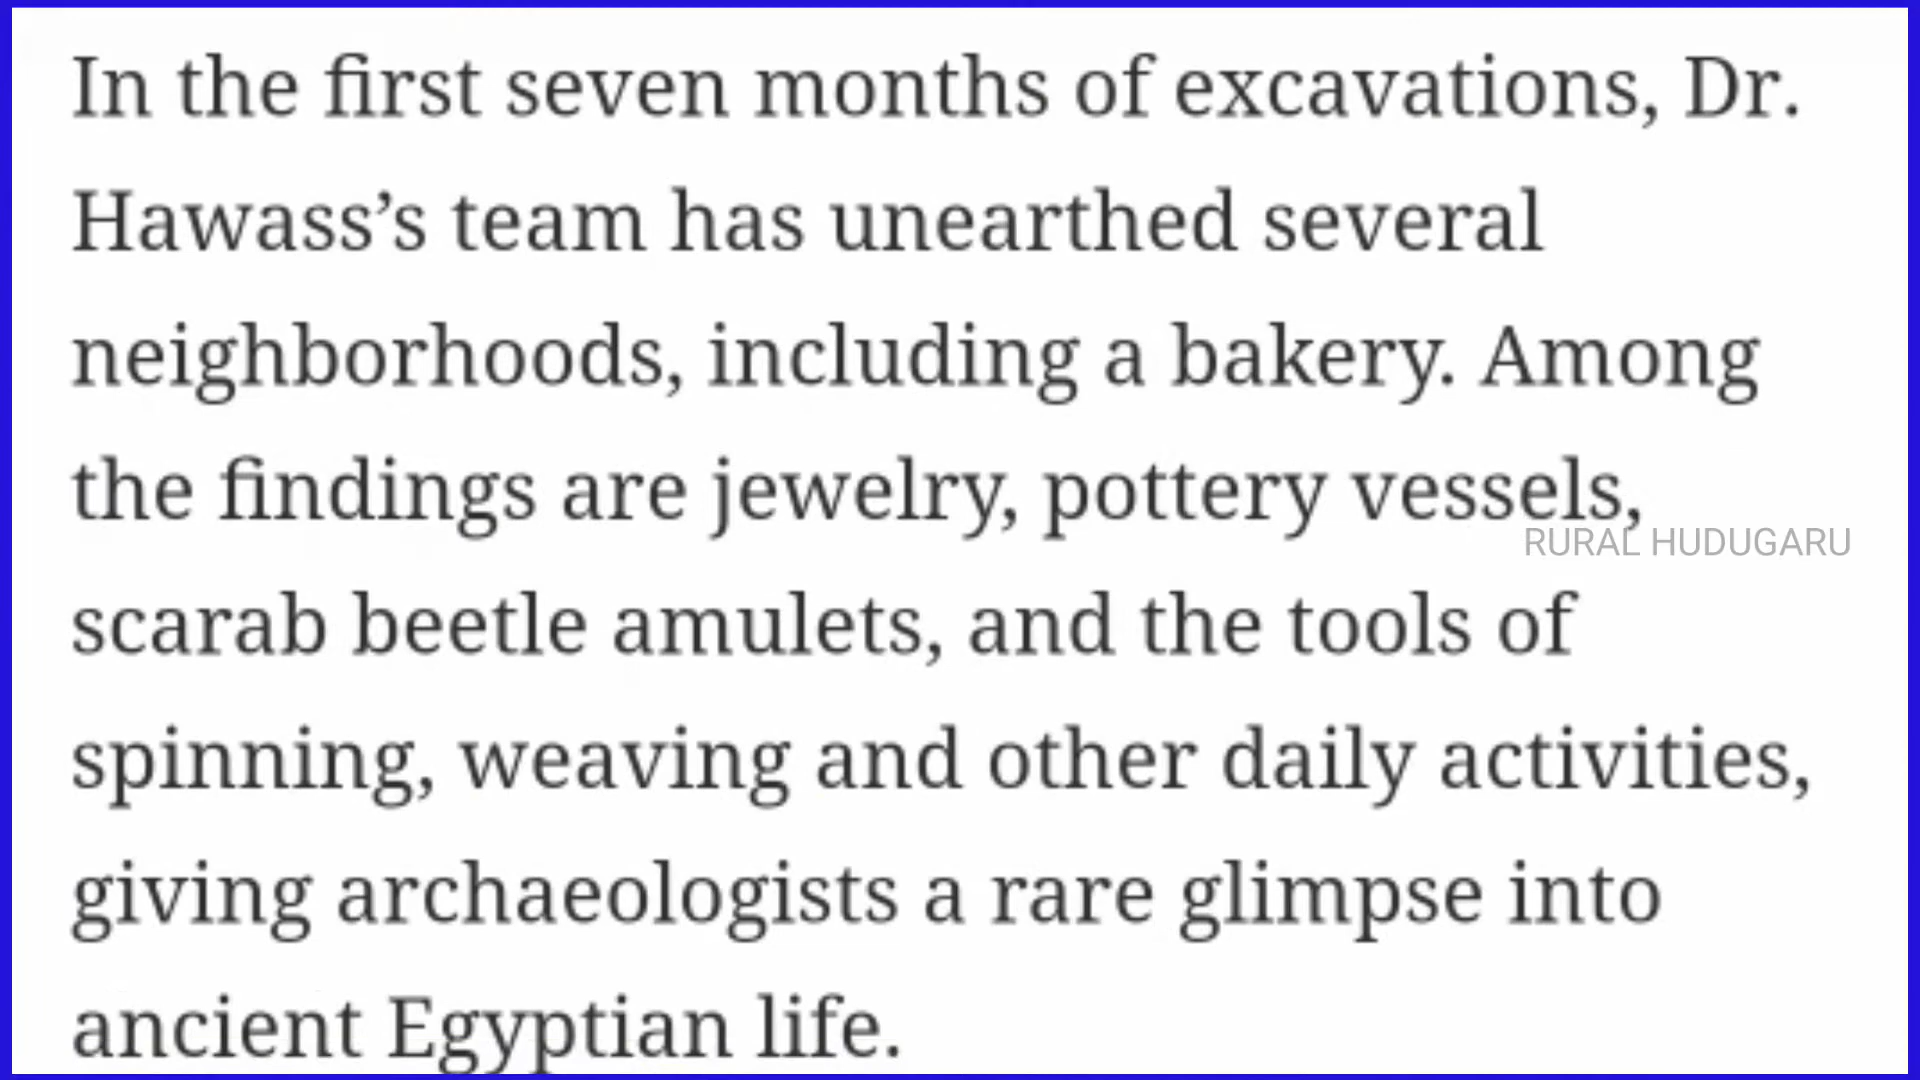 In the first seven months of excavations, Dr.
Hawass’s team has unearthed several
neighborhoods, including a bakery. Among
the findings are jewelry, pottery vessels,
RURAL HUDUGARU
scarab beetle amulets, and the tools of
spinning, weaving and other daily activities,
giving archaeologists a rare glimpse into
ancient Egyptian life.